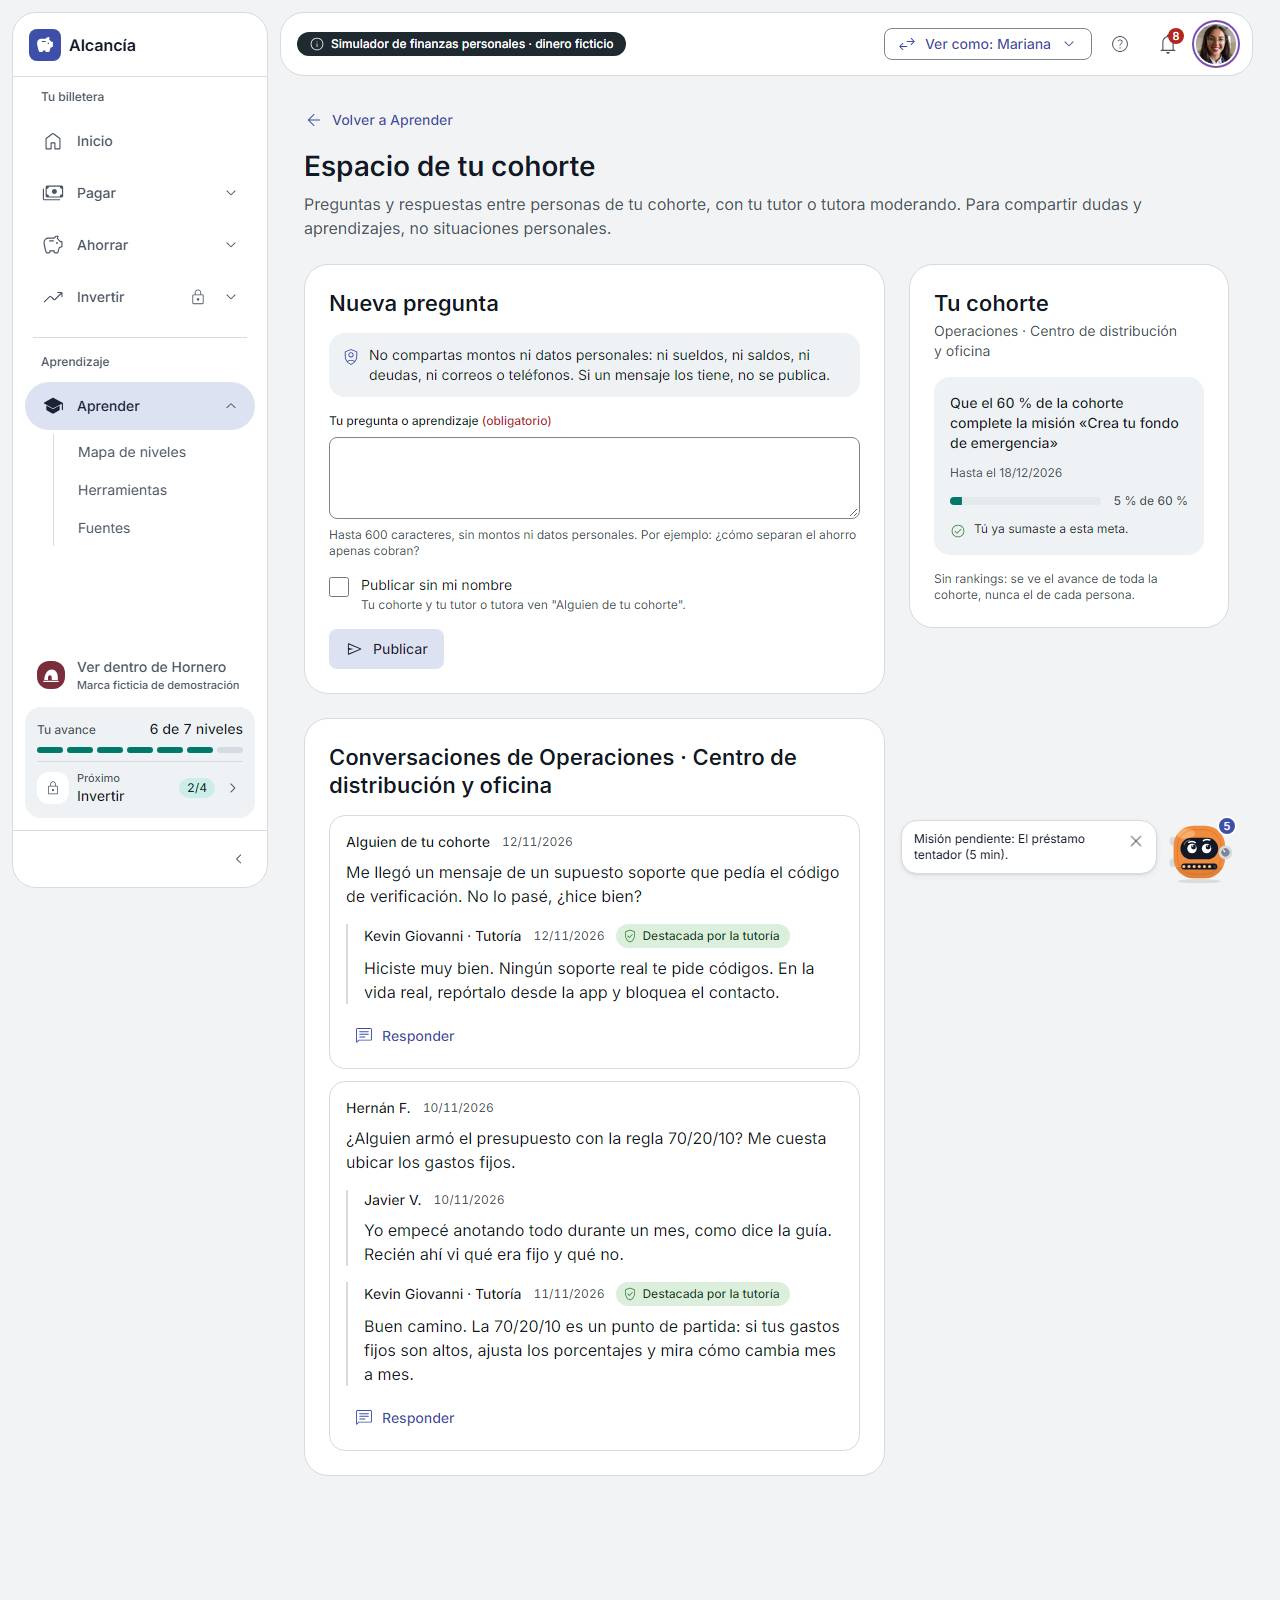 Alcancía
Tu billetera
Inicio
Pagar
Ahorrar
Invertir
Aprendizaje
Aprender
Mapa de niveles
Herramientas
Fuentes
Ver dentro de Hornero
Marca ficticia de demostración
Tu avance
6 de 7 niveles
Próximo
Invertir
2/4
Simulador de finanzas personales · dinero ficticio
Ver como: Mariana
8
Volver a Aprender
Espacio de tu cohorte
Preguntas y respuestas entre personas de tu cohorte, con tu tutor o tutora moderando. Para compartir dudas y
aprendizajes, no situaciones personales.
Nueva pregunta
No compartas montos ni datos personales: ni sueldos, ni saldos, ni
deudas, ni correos o teléfonos. Si un mensaje los tiene, no se publica.
Tu pregunta o aprendizaje (obligatorio)
Hasta 600 caracteres, sin montos ni datos personales. Por ejemplo: ¿cómo separan el ahorro
apenas cobran?
Publicar sin mi nombre
Tu cohorte y tu tutor o tutora ven "Alguien de tu cohorte".
Publicar
Tu cohorte
Operaciones · Centro de distribución
y oficina
Que el 60 % de la cohorte
complete la misión «Crea tu fondo
de emergencia»
Hasta el 18/12/2026
5 % de 60 %
Tú ya sumaste a esta meta.
Sin rankings: se ve el avance de toda la
cohorte, nunca el de cada persona.
Conversaciones de Operaciones · Centro de
distribución y oficina
Alguien de tu cohorte 12/11/2026
Me llegó un mensaje de un supuesto soporte que pedía el código
de verificación. No lo pasé, ¿hice bien?
Kevin Giovanni · Tutoría 12/11/2026 Destacada por la tutoría
Hiciste muy bien. Ningún soporte real te pide códigos. En la
vida real, repórtalo desde la app y bloquea el contacto.
Responder
Hernán F. 10/11/2026
¿Alguien armó el presupuesto con la regla 70/20/10? Me cuesta
ubicar los gastos fijos.
Javier V. 10/11/2026
Yo empecé anotando todo durante un mes, como dice la guía.
Recién ahí vi qué era fijo y qué no.
Kevin Giovanni · Tutoría 11/11/2026 Destacada por la tutoría
Buen camino. La 70/20/10 es un punto de partida: si tus gastos
fijos son altos, ajusta los porcentajes y mira cómo cambia mes
a mes.
Responder
Misión pendiente: El préstamo
tentador (5 min).
5